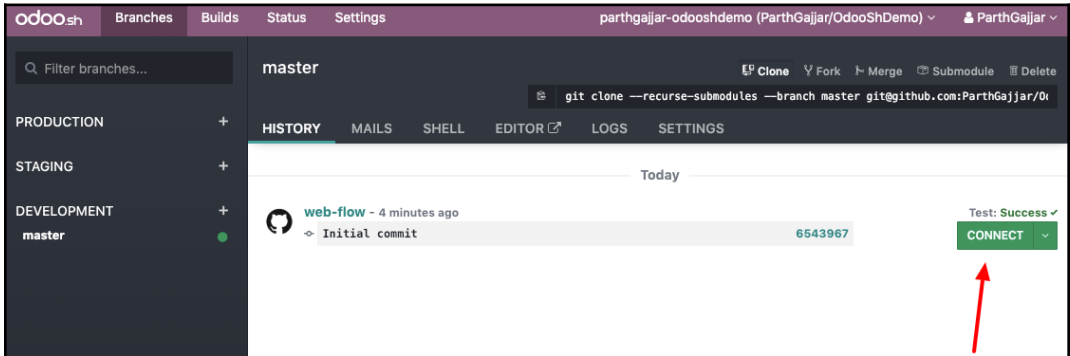 odoo.sh Branches Builds Status Settings parthgajjar-odooshdemo (ParthGajjar/OdooShDemo) ParthGajjar
Filter branches...
master
Clone Fork Merge Submodule Delete
git clone --recurse-submodules --branch master git@github.com:ParthGajjar/Od
PRODUCTION +
HISTORY MAILS SHELL EDITOR LOGS SETTINGS
STAGING +
Today
DEVELOPMENT +
web-flow - 4 minutes ago
Test: Success
master
Initial commit 6543967
CONNECT